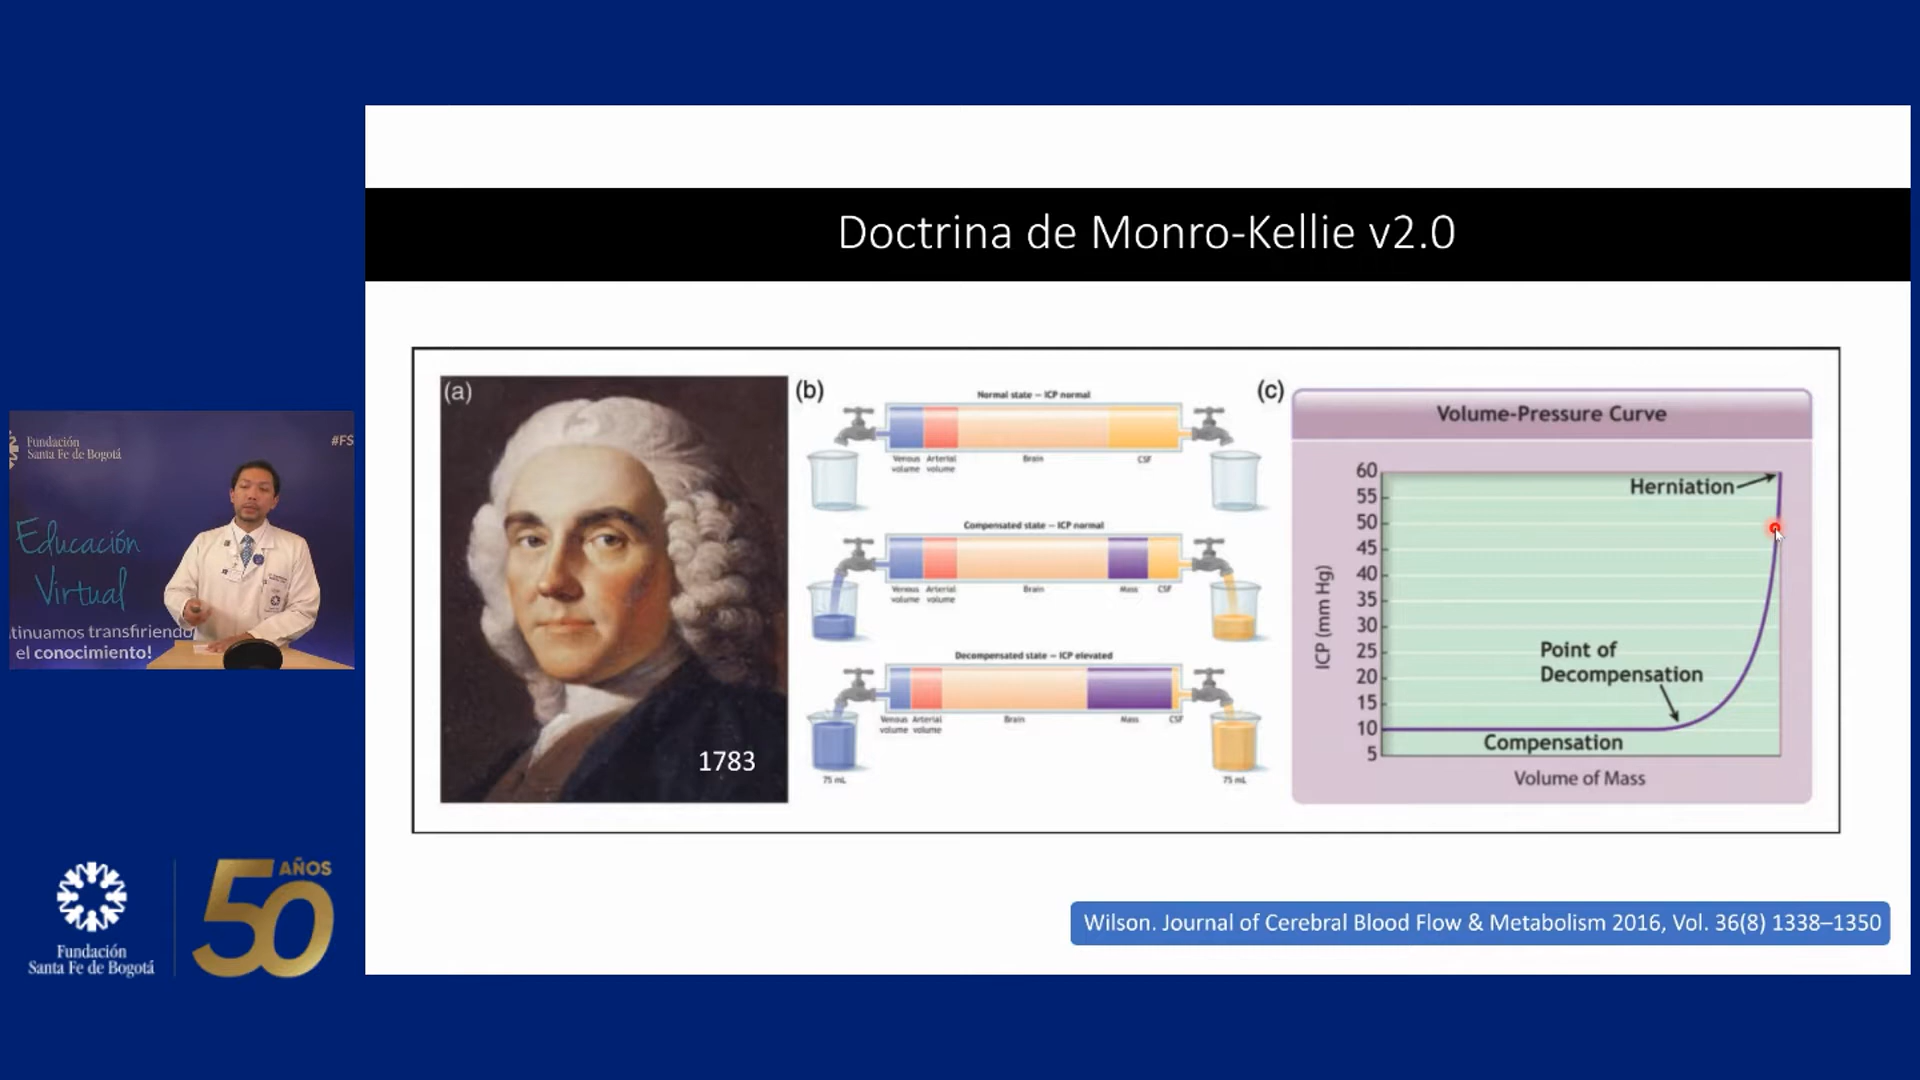 Doctrina de Monro-Kellie v2.0
(a)
1783
(b)
Normal state – ICP normal
Venous volume
Arterial volume
Brain
CSF
Compensated state – ICP normal
Venous volume
Arterial volume
Brain
Mass
CSF
Decompensated state – ICP elevated
Venous volume
Arterial volume
Brain
Mass
CSF
75 mL
75 mL
(c)
Volume-Pressure Curve
60
55
50
45
40
35
30
25
20
15
10
5
ICP (mm Hg)
Herniation
Point of
Decompensation
Compensation
Volume of Mass
Wilson. Journal of Cerebral Blood Flow & Metabolism 2016, Vol. 36(8) 1338–1350
Fundación
Santa Fe de Bogotá
#FS
Educación
Virtual
tinuamos transfiriendo
el conocimiento!
Fundación
Santa Fe de Bogotá
50 AÑOS